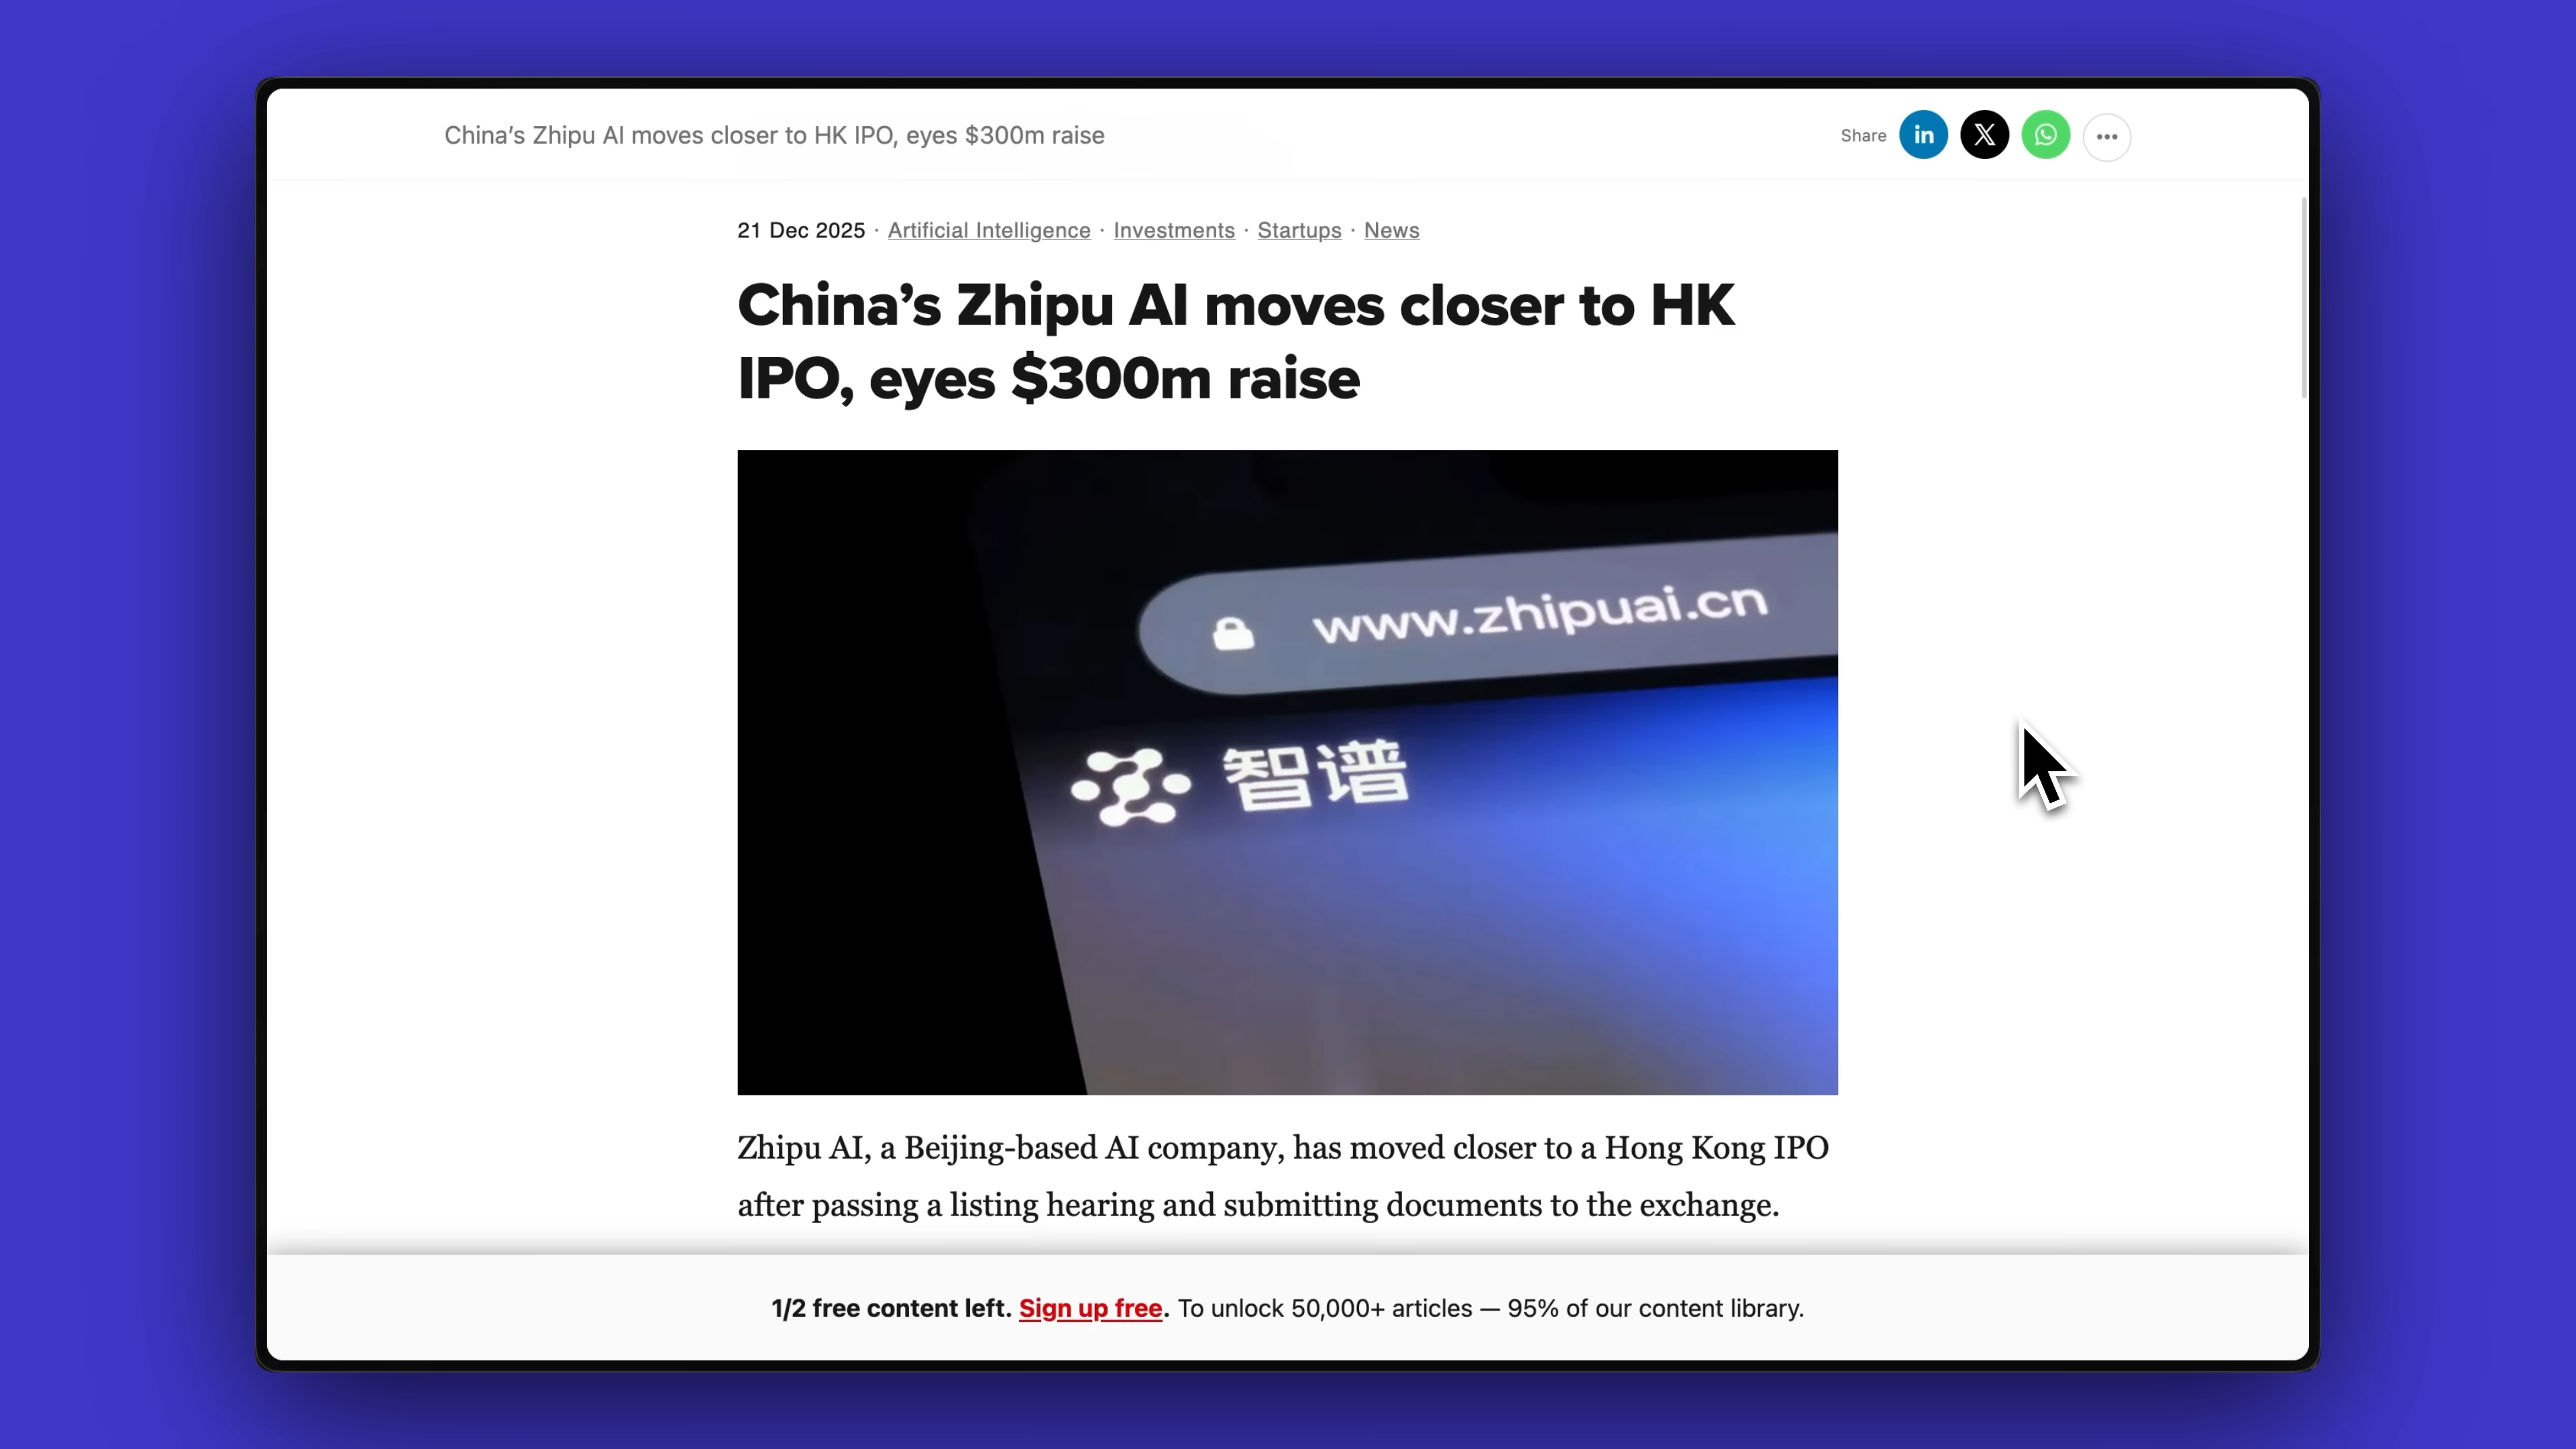 China’s Zhipu AI moves closer to HK IPO, eyes $300m raise
Share
21 Dec 2025 · Artificial Intelligence · Investments · Startups · News
China’s Zhipu AI moves closer to HK
IPO, eyes $300m raise
www.zhipuai.cn
智谱
Zhipu AI, a Beijing-based AI company, has moved closer to a Hong Kong IPO
after passing a listing hearing and submitting documents to the exchange.
1/2 free content left. Sign up free. To unlock 50,000+ articles — 95% of our content library.